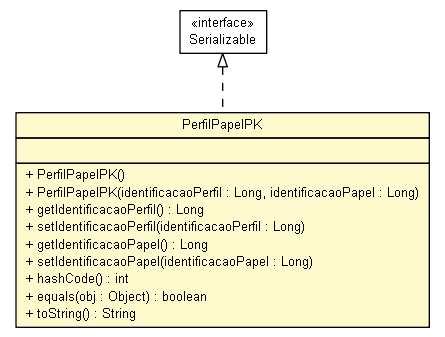 «interface»
Serializable
PerfilPapelPK
+ PerfilPapelPK()
+ PerfilPapelPK(identificacaoPerfil : Long, identificacaoPapel : Long)
+ getIdentificacaoPerfil() : Long
+ setIdentificacaoPerfil(identificacaoPerfil : Long)
+ getIdentificacaoPapel() : Long
+ setIdentificacaoPapel(identificacaoPapel : Long)
+ hashCode() : int
+ equals(obj : Object) : boolean
+ toString() : String